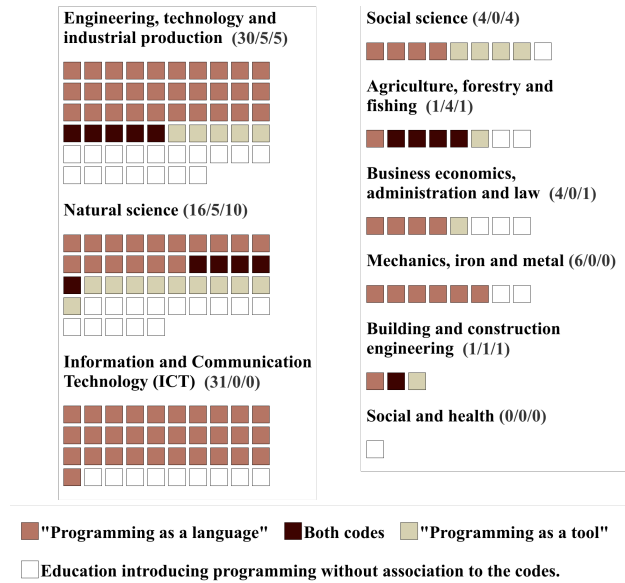 Engineering, technology and
industrial production (30/5/5)
Natural science (16/5/10)
Information and Communication
Technology (ICT) (31/0/0)
Social science (4/0/4)
Agriculture, forestry and
fishing (1/4/1)
Business economics,
administration and law (4/0/1)
Mechanics, iron and metal (6/0/0)
Building and construction
engineering (1/1/1)
Social and health (0/0/0)
"Programming as a language" Both codes "Programming as a tool"
Education introducing programming without association to the codes.